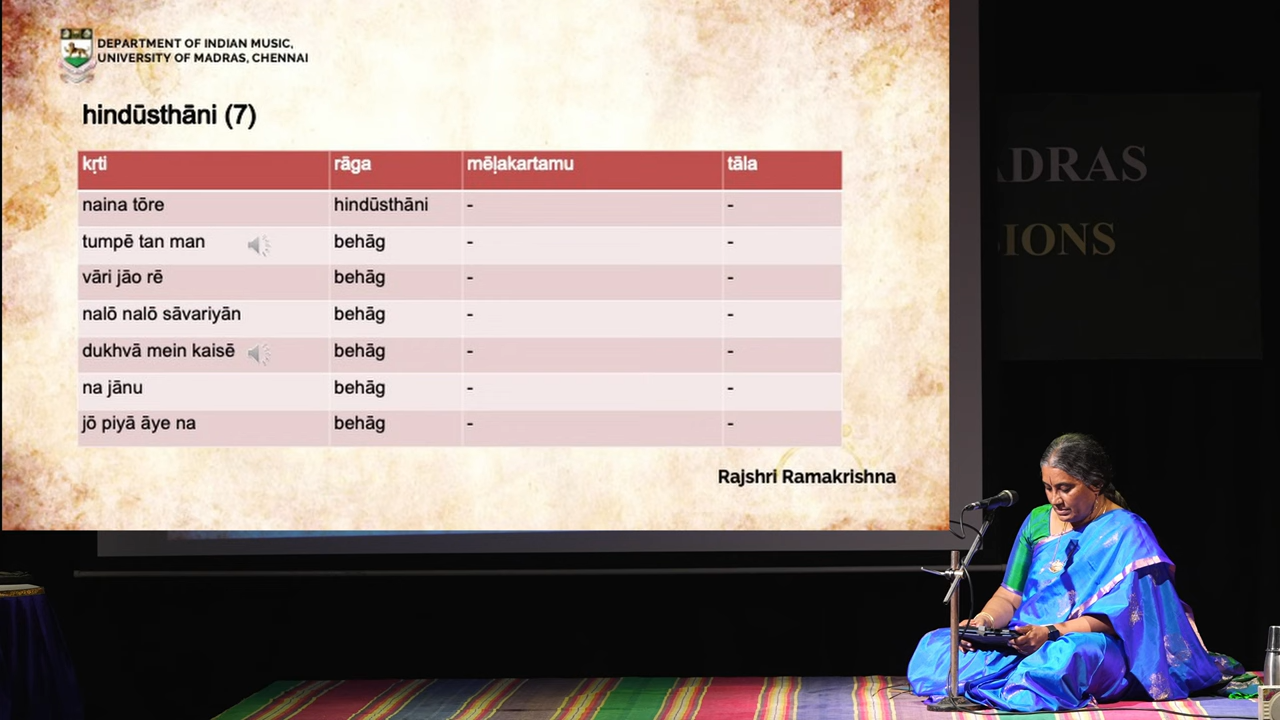 DEPARTMENT OF INDIAN MUSIC,
UNIVERSITY OF MADRAS, CHENNAI
hindūsthāni (7)
kṛti rāga mēḷakartamu tāla
naina tōre hindūsthāni - -
tumpē tan man behāg - -
vāri jāo rē behāg - -
nalō nalō sāvariyān behāg - -
dukhvā mein kaisē behāg - -
na jānu behāg - -
jō piyā āye na behāg - -
Rajshri Ramakrishna
ADRAS
SIONS